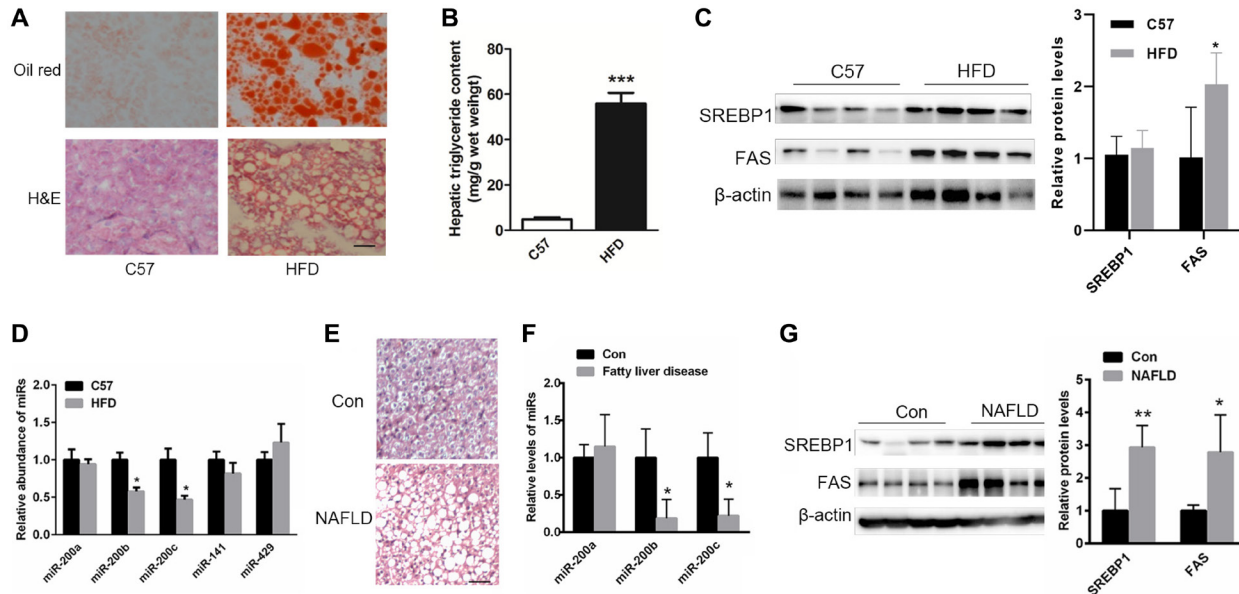 A
Oil red
H&E
C57
HFD
B
Hepatic triglyceride content
(mg/g wet weihgt)
80
60
40
20
0
***
C57
HFD
C
C57
HFD
SREBP1
FAS
β-actin
Relative protein levels
3
2
1
0
C57
HFD
*
SREBP1
FAS
D
Relative abundance of miRs
2.0
1.5
1.0
0.5
0.0
C57
HFD
*
*
miR-200a
miR-200b
miR-200c
miR-141
miR-429
E
Con
NAFLD
F
Relative levels of miRs
2.0
1.5
1.0
0.5
0.0
Con
Fatty liver disease
*
*
miR-200a
miR-200b
miR-200c
G
Con
NAFLD
SREBP1
FAS
β-actin
Relative protein levels
5
4
3
2
1
0
Con
NAFLD
**
*
SREBP1
FAS